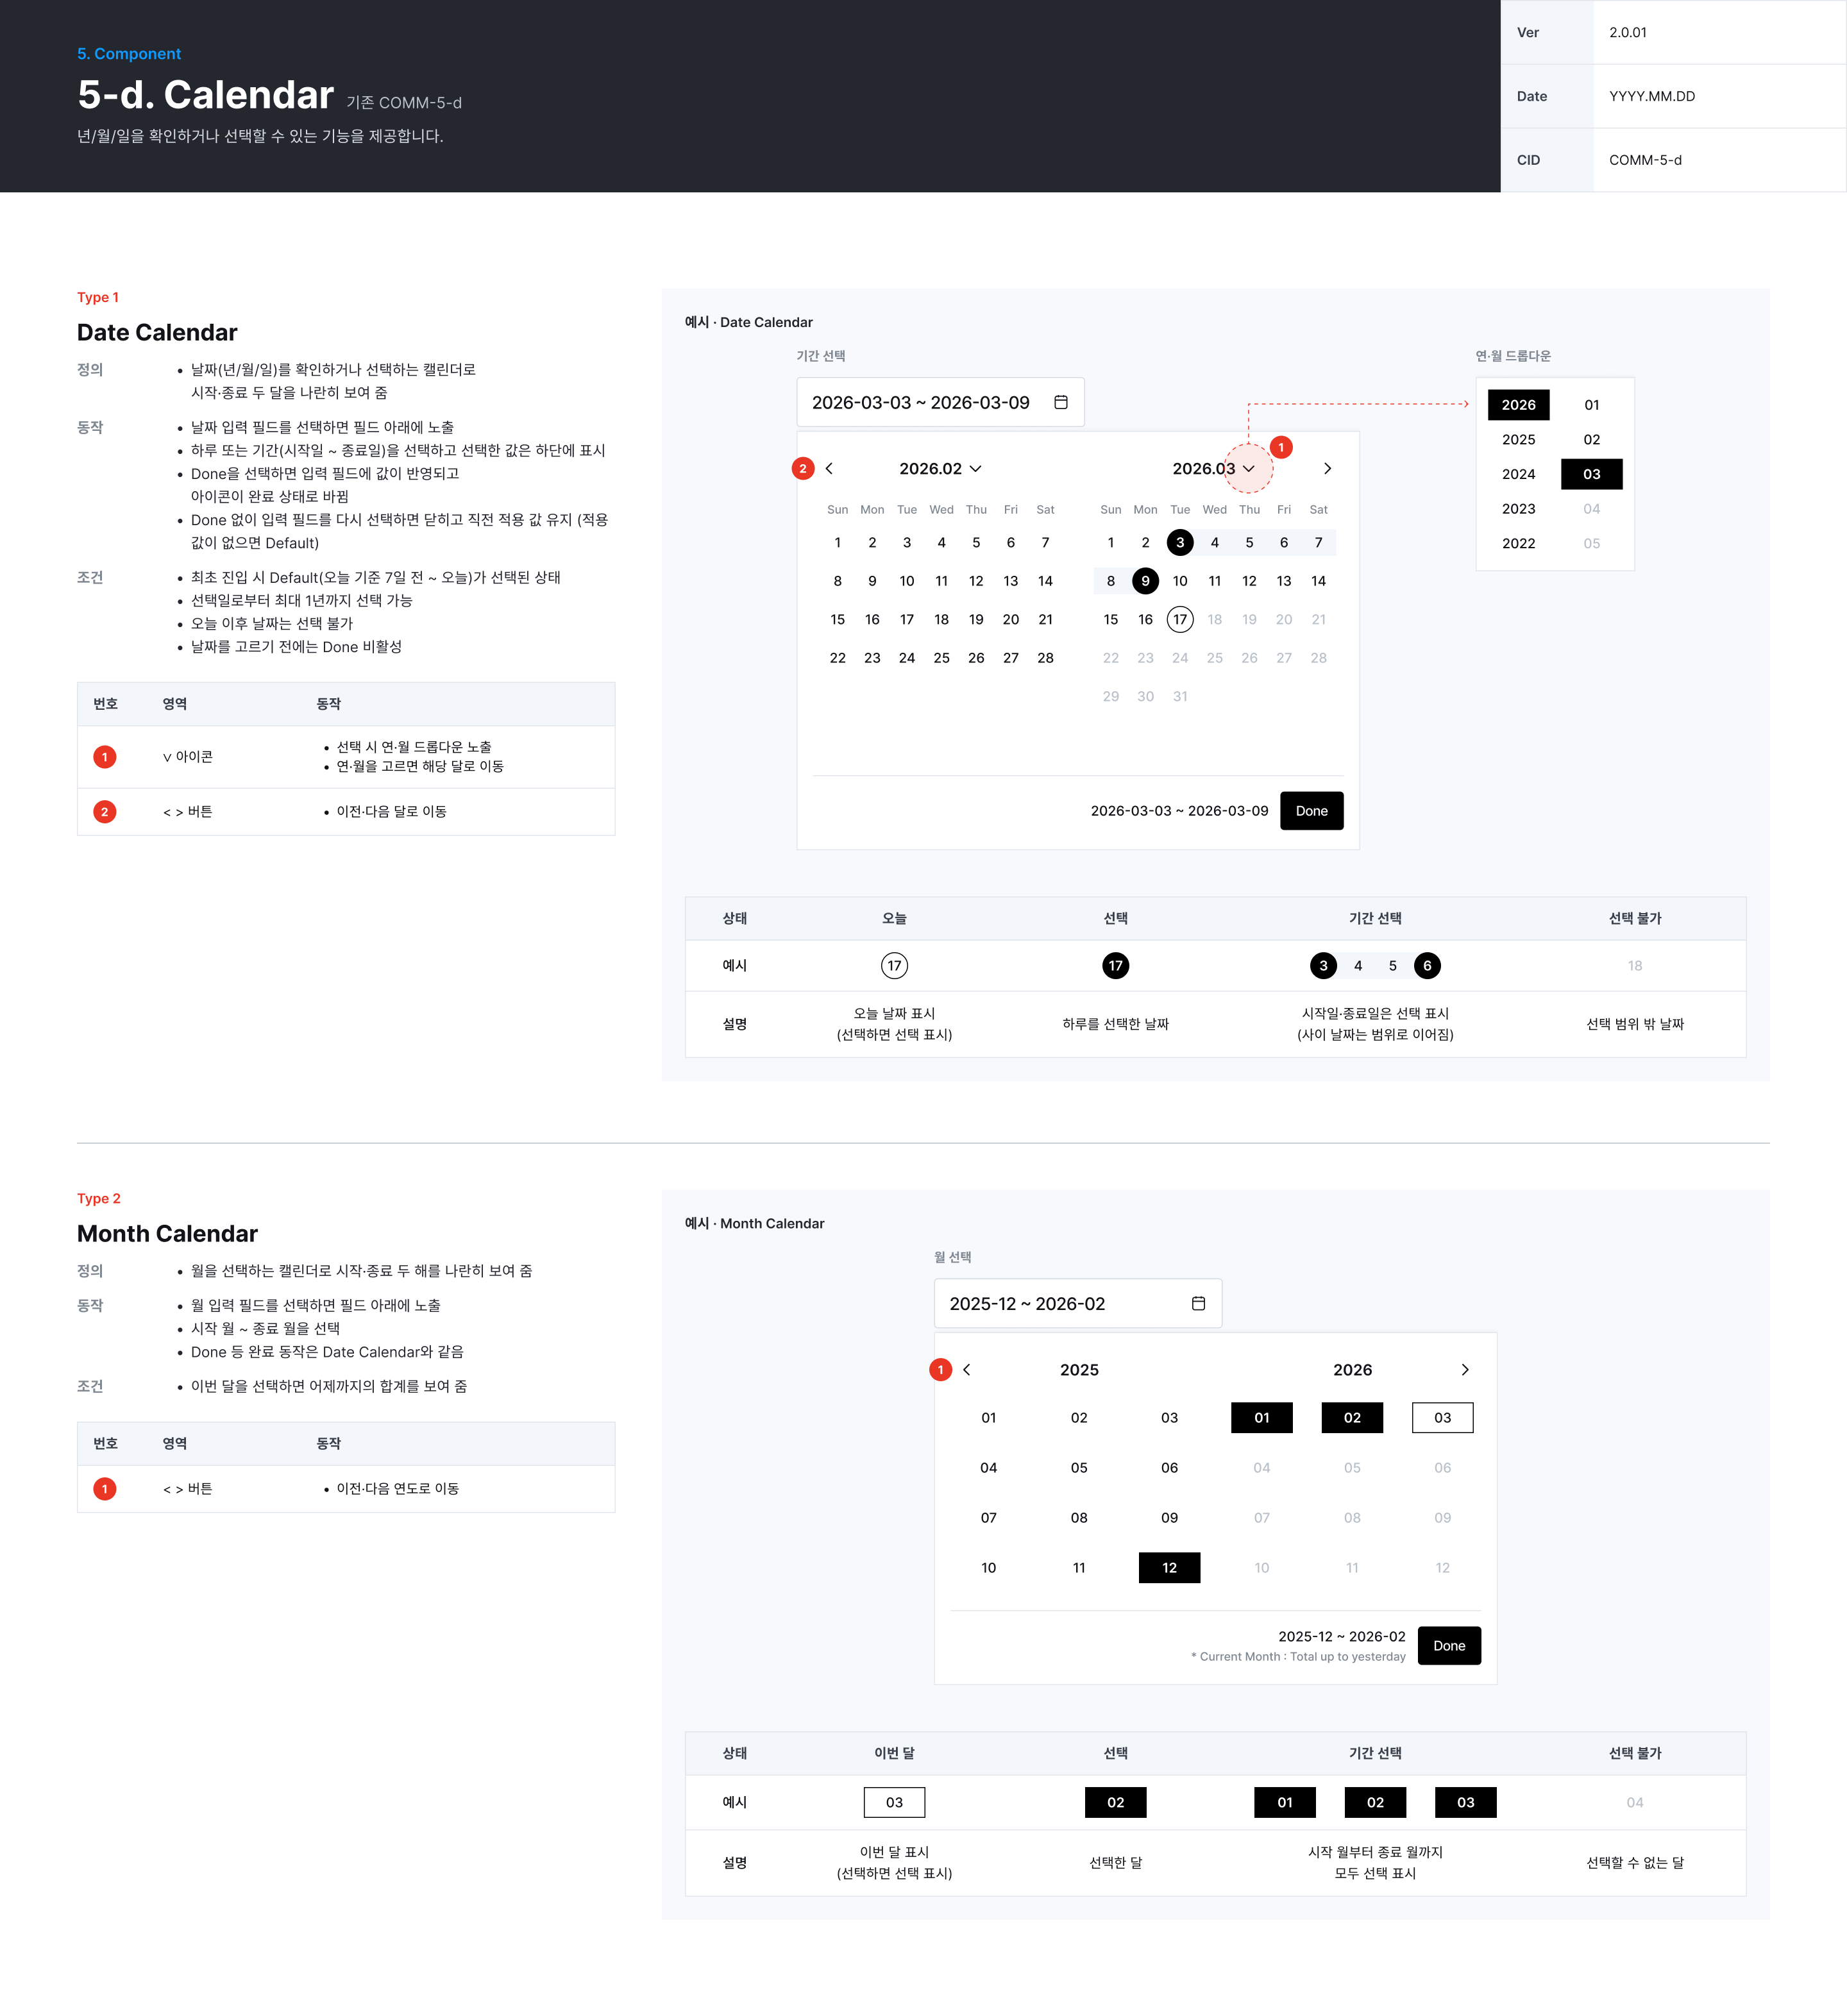 5. Component
5-d. Calendar 기존 COMM-5-d
년/월/일을 확인하거나 선택할 수 있는 기능을 제공합니다.
Ver 2.0.01
Date YYYY.MM.DD
CID COMM-5-d
Type 1
Date Calendar
정의
• 날짜(년/월/일)를 확인하거나 선택하는 캘린더로
시작·종료 두 달을 나란히 보여 줌
동작
• 날짜 입력 필드를 선택하면 필드 아래에 노출
• 하루 또는 기간(시작일 ~ 종료일)을 선택하고 선택한 값은 하단에 표시
• Done을 선택하면 입력 필드에 값이 반영되고
아이콘이 완료 상태로 바뀜
• Done 없이 입력 필드를 다시 선택하면 닫히고 직전 적용 값 유지 (적용
값이 없으면 Default)
조건
• 최초 진입 시 Default(오늘 기준 7일 전 ~ 오늘)가 선택된 상태
• 선택일로부터 최대 1년까지 선택 가능
• 오늘 이후 날짜는 선택 불가
• 날짜를 고르기 전에는 Done 비활성
번호 영역 동작
1 ∨ 아이콘
• 선택 시 연·월 드롭다운 노출
• 연·월을 고르면 해당 달로 이동
2 < > 버튼 • 이전·다음 달로 이동
예시 · Date Calendar
기간 선택
2026-03-03 ~ 2026-03-09
2 2026.02
Sun Mon Tue Wed Thu Fri Sat
1 2 3 4 5 6 7
8 9 10 11 12 13 14
15 16 17 18 19 20 21
22 23 24 25 26 27 28
2026.03 1
Sun Mon Tue Wed Thu Fri Sat
1 2 3 4 5 6 7
8 9 10 11 12 13 14
15 16 17 18 19 20 21
22 23 24 25 26 27 28
29 30 31
2026-03-03 ~ 2026-03-09 Done
연·월 드롭다운
2026 01
2025 02
2024 03
2023 04
2022 05
상태 오늘 선택 기간 선택 선택 불가
예시 17 17 3 4 5 6 18
설명
오늘 날짜 표시
(선택하면 선택 표시)
하루를 선택한 날짜
시작일·종료일은 선택 표시
(사이 날짜는 범위로 이어짐)
선택 범위 밖 날짜
Type 2
Month Calendar
정의
• 월을 선택하는 캘린더로 시작·종료 두 해를 나란히 보여 줌
동작
• 월 입력 필드를 선택하면 필드 아래에 노출
• 시작 월 ~ 종료 월을 선택
• Done 등 완료 동작은 Date Calendar와 같음
조건
• 이번 달을 선택하면 어제까지의 합계를 보여 줌
번호 영역 동작
1 < > 버튼 • 이전·다음 연도로 이동
예시 · Month Calendar
월 선택
2025-12 ~ 2026-02
1 2025 2026
01 02 03 01 02 03
04 05 06 04 05 06
07 08 09 07 08 09
10 11 12 10 11 12
2025-12 ~ 2026-02
* Current Month : Total up to yesterday
Done
상태 이번 달 선택 기간 선택 선택 불가
예시 03 02 01 02 03 04
설명
이번 달 표시
(선택하면 선택 표시)
선택한 달
시작 월부터 종료 월까지
모두 선택 표시
선택할 수 없는 달